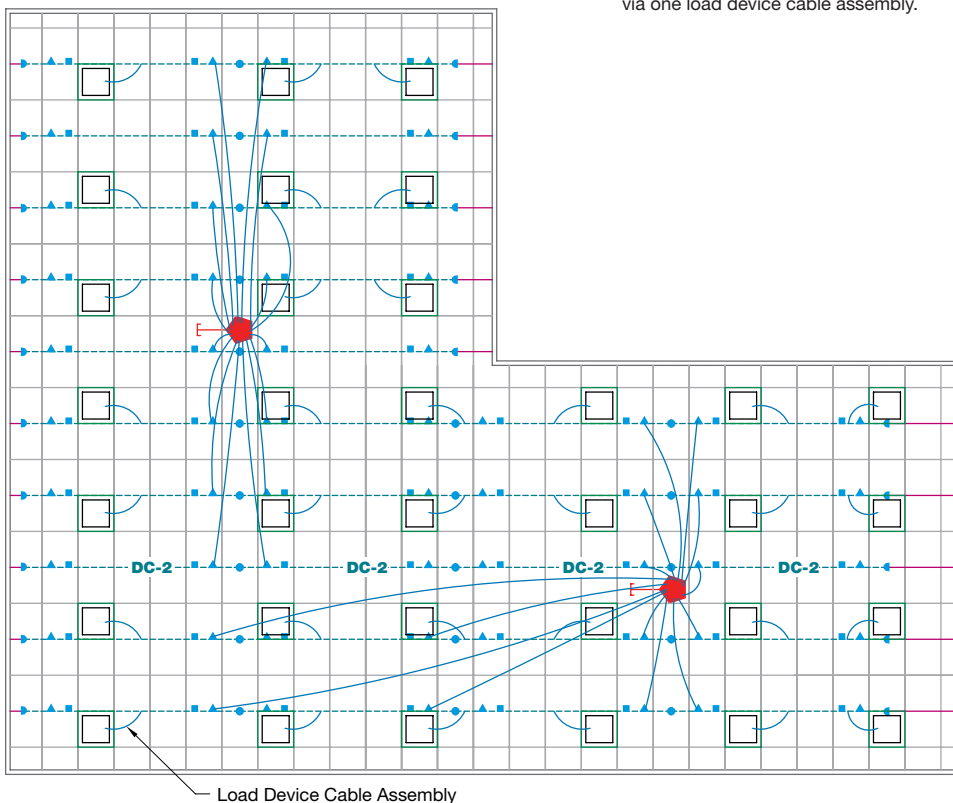 via one load device cable assembly.
DC-2 DC-2 DC-2 DC-2
Load Device Cable Assembly